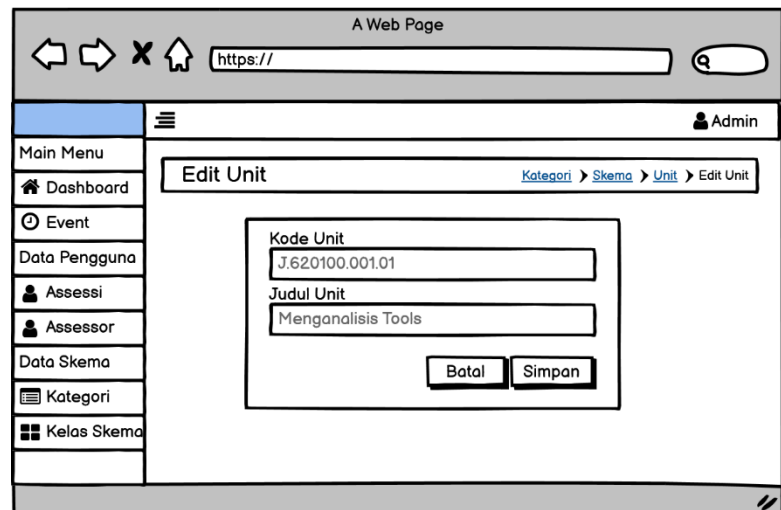 A Web Page
https://
Admin
Main Menu
Dashboard
Event
Data Pengguna
Assessi
Assessor
Data Skema
Kategori
Kelas Skema
Edit Unit
Kategori Skema Unit Edit Unit
Kode Unit
J.620100.001.01
Judul Unit
Menganalisis Tools
Batal Simpan